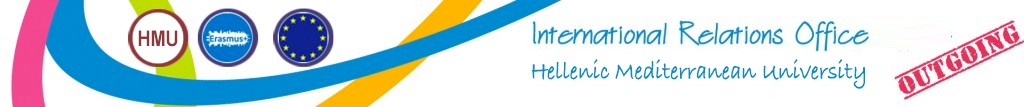 HMU
Erasmus+
International Relations Office
Hellenic Mediterranean University
OUTGOING